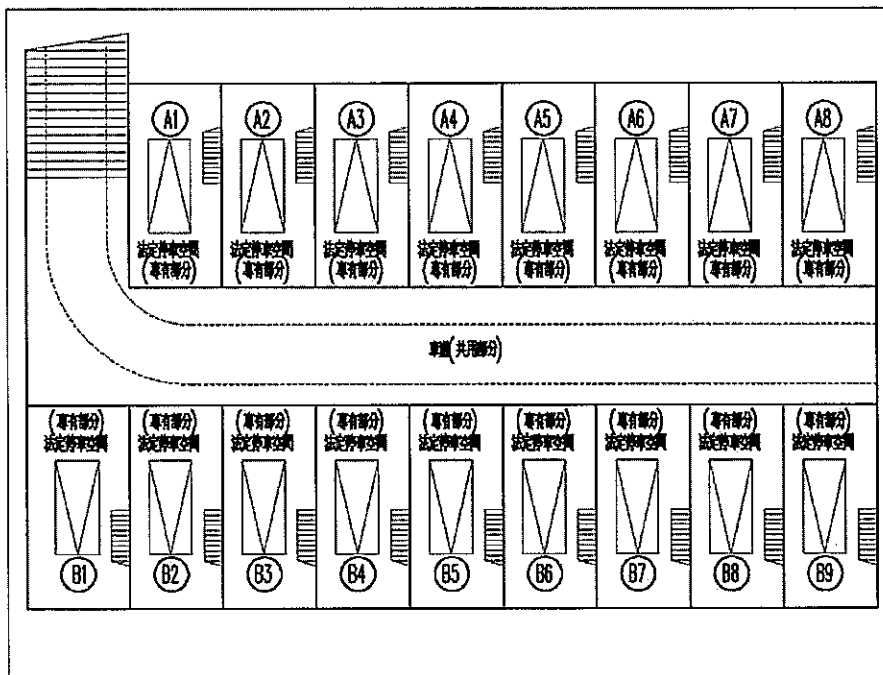 A1 A2 A3 A4 A5 A6 A7 A8
法定停車空間 法定停車空間 法定停車空間 法定停車空間 法定停車空間 法定停車空間 法定停車空間 法定停車空間
(專有部分) (專有部分) (專有部分) (專有部分) (專有部分) (專有部分) (專有部分) (專有部分)
車道(共用部分)
(專有部分) (專有部分) (專有部分) (專有部分) (專有部分) (專有部分) (專有部分) (專有部分) (專有部分)
法定停車空間 法定停車空間 法定停車空間 法定停車空間 法定停車空間 法定停車空間 法定停車空間 法定停車空間 法定停車空間
B1 B2 B3 B4 B5 B6 B7 B8 B9